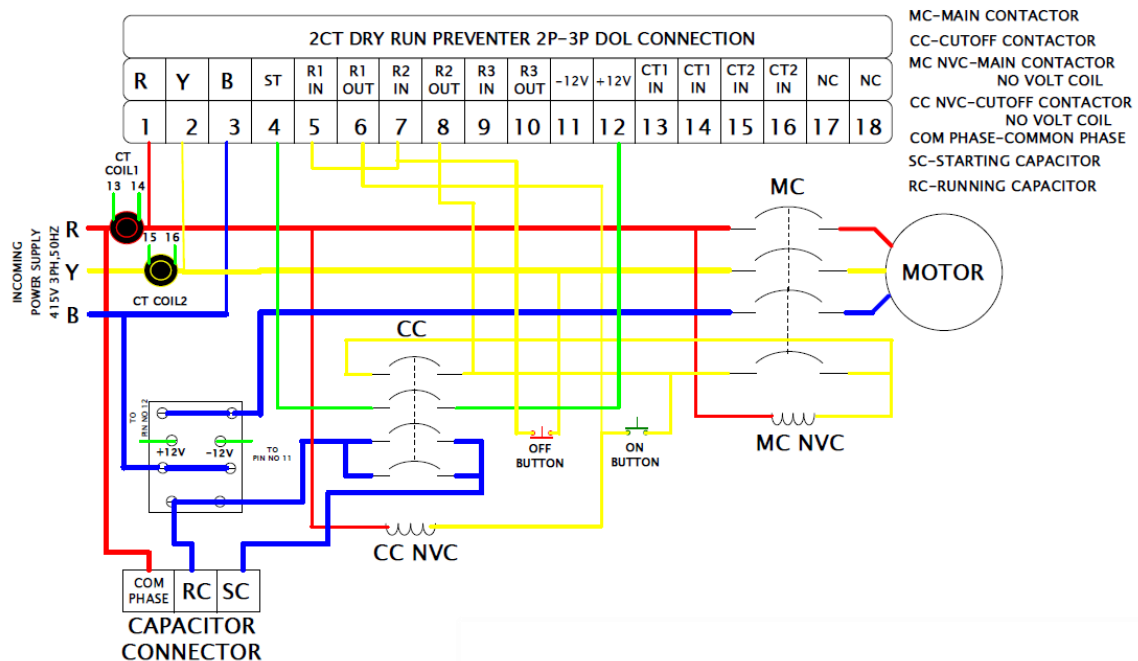 2CT DRY RUN PREVENTER 2P-3P DOL CONNECTION
R Y B ST R1 IN R1 OUT R2 IN R2 OUT R3 IN R3 OUT -12V +12V CT1 IN CT1 IN CT2 IN CT2 IN NC NC
1 2 3 4 5 6 7 8 9 10 11 12 13 14 15 16 17 18
MC-MAIN CONTACTOR
CC-CUTOFF CONTACTOR
MC NVC-MAIN CONTACTOR
NO VOLT COIL
CC NVC-CUTOFF CONTACTOR
NO VOLT COIL
COM PHASE-COMMON PHASE
SC-STARTING CAPACITOR
RC-RUNNING CAPACITOR
CT
COIL1
13 14
15 16
CT COIL2
INCOMING
POWER SUPPLY
415V 3PH,50HZ
R
Y
B
MC
MOTOR
CC
TO
PIN NO 12
+12V
-12V
TO
PIN NO 11
OFF
BUTTON
ON
BUTTON
MC NVC
CC NVC
COM
PHASE
RC
SC
CAPACITOR
CONNECTOR